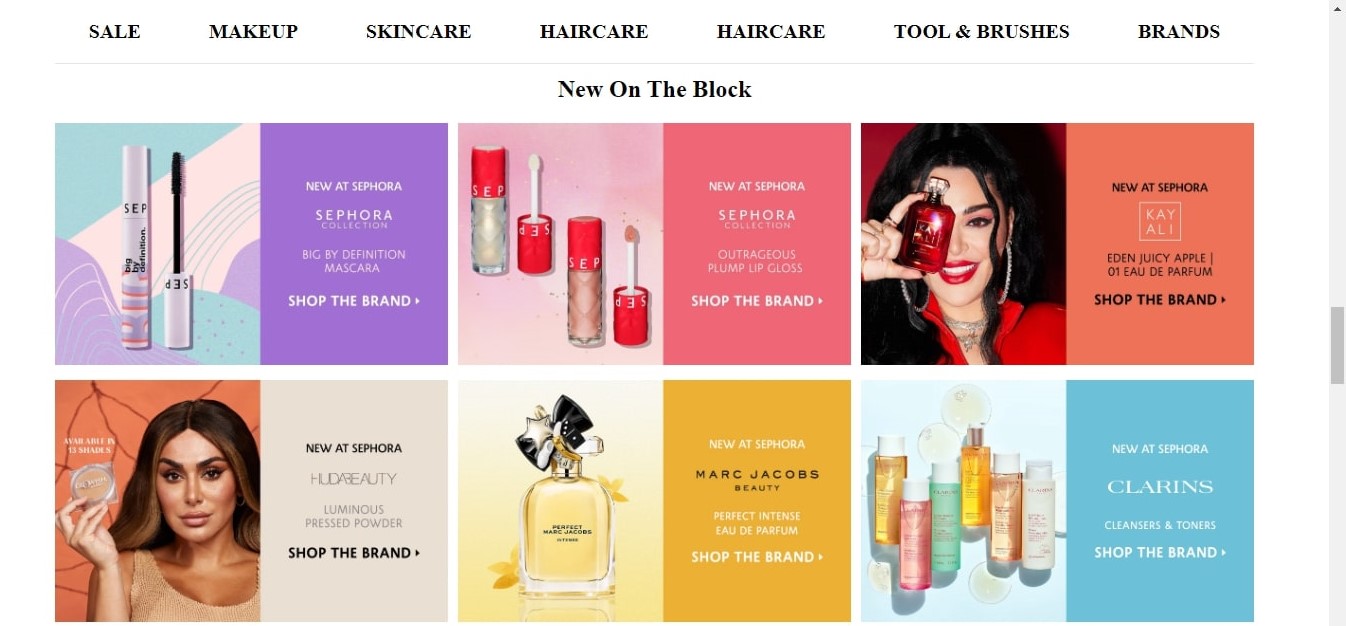 SALE MAKEUP SKINCARE HAIRCARE HAIRCARE TOOL & BRUSHES BRANDS
New On The Block
SEP
big by definition.
SEP
NEW AT SEPHORA
SEPHORA
COLLECTION
BIG BY DEFINITION
MASCARA
SHOP THE BRAND
SEP
SEP
SEP
SEP
NEW AT SEPHORA
SEPHORA
COLLECTION
OUTRAGEOUS
PLUMP LIP GLOSS
SHOP THE BRAND
KAY
ALI
NEW AT SEPHORA
KAY
ALI
EDEN JUICY APPLE |
01 EAU DE PARFUM
SHOP THE BRAND
AVAILABLE IN
13 SHADES
NEW AT SEPHORA
HUDABEAUTY
LUMINOUS
PRESSED POWDER
SHOP THE BRAND
PERFECT
MARC JACOBS
INTENSE
NEW AT SEPHORA
MARC JACOBS
BEAUTY
PERFECT INTENSE
EAU DE PARFUM
SHOP THE BRAND
CLARINS
NEW AT SEPHORA
CLARINS
CLEANSERS & TONERS
SHOP THE BRAND